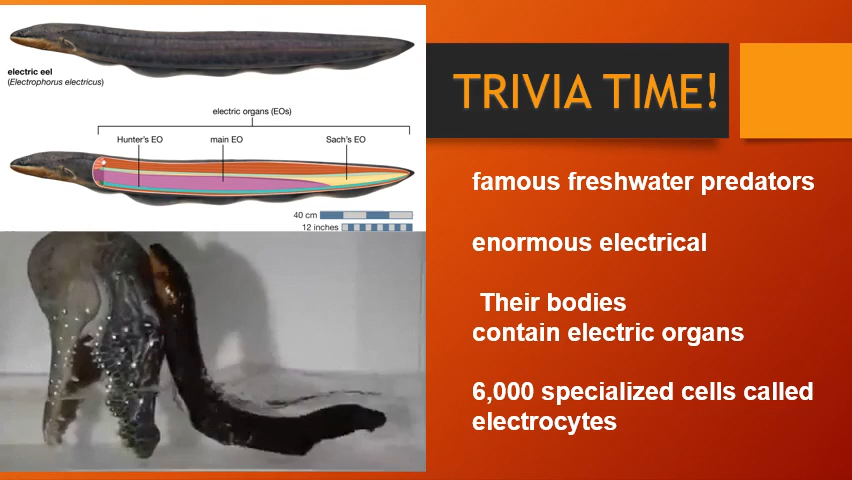 electric eel
(Electrophorus electricus)
electric organs (EOs)
Hunter's EO main EO Sach's EO
40 cm
12 inches
TRIVIA TIME!
famous freshwater predators
enormous electrical
Their bodies
contain electric organs
6,000 specialized cells called
electrocytes